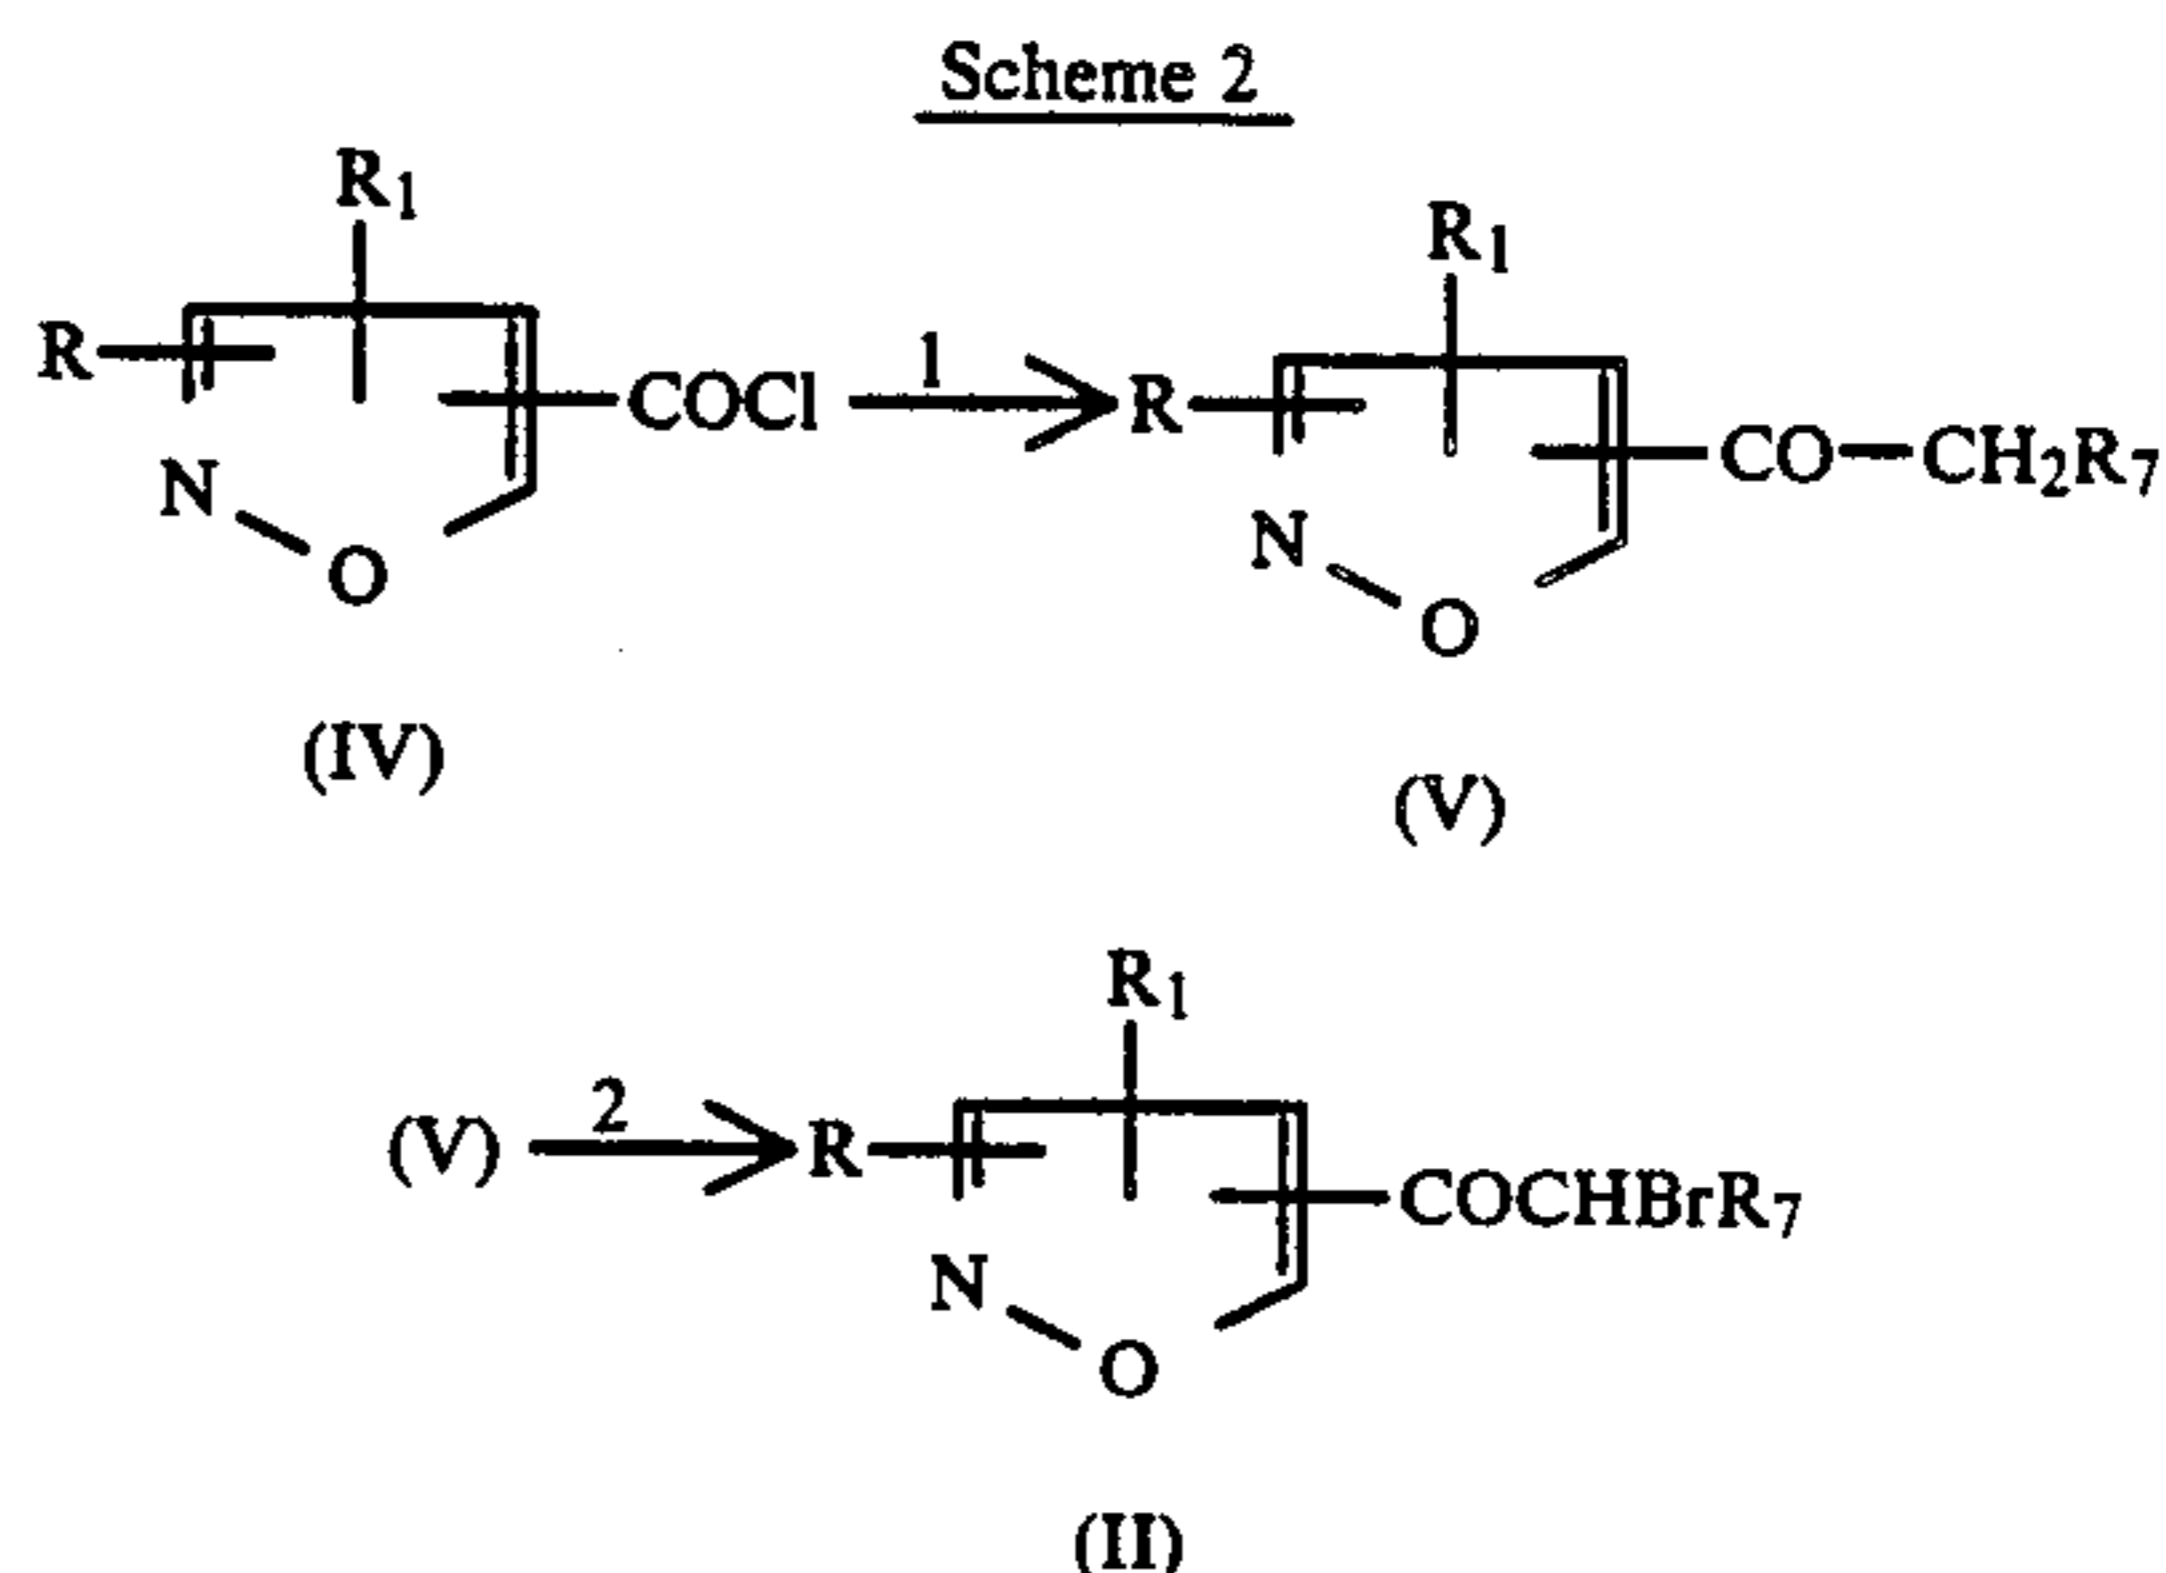 Scheme 2
R1
R
COCl
N
O
(IV)
1
R1
R
CO—CH2R7
N
O
(V)
(V)
2
R1
R
COCHBrR7
N
O
(II)